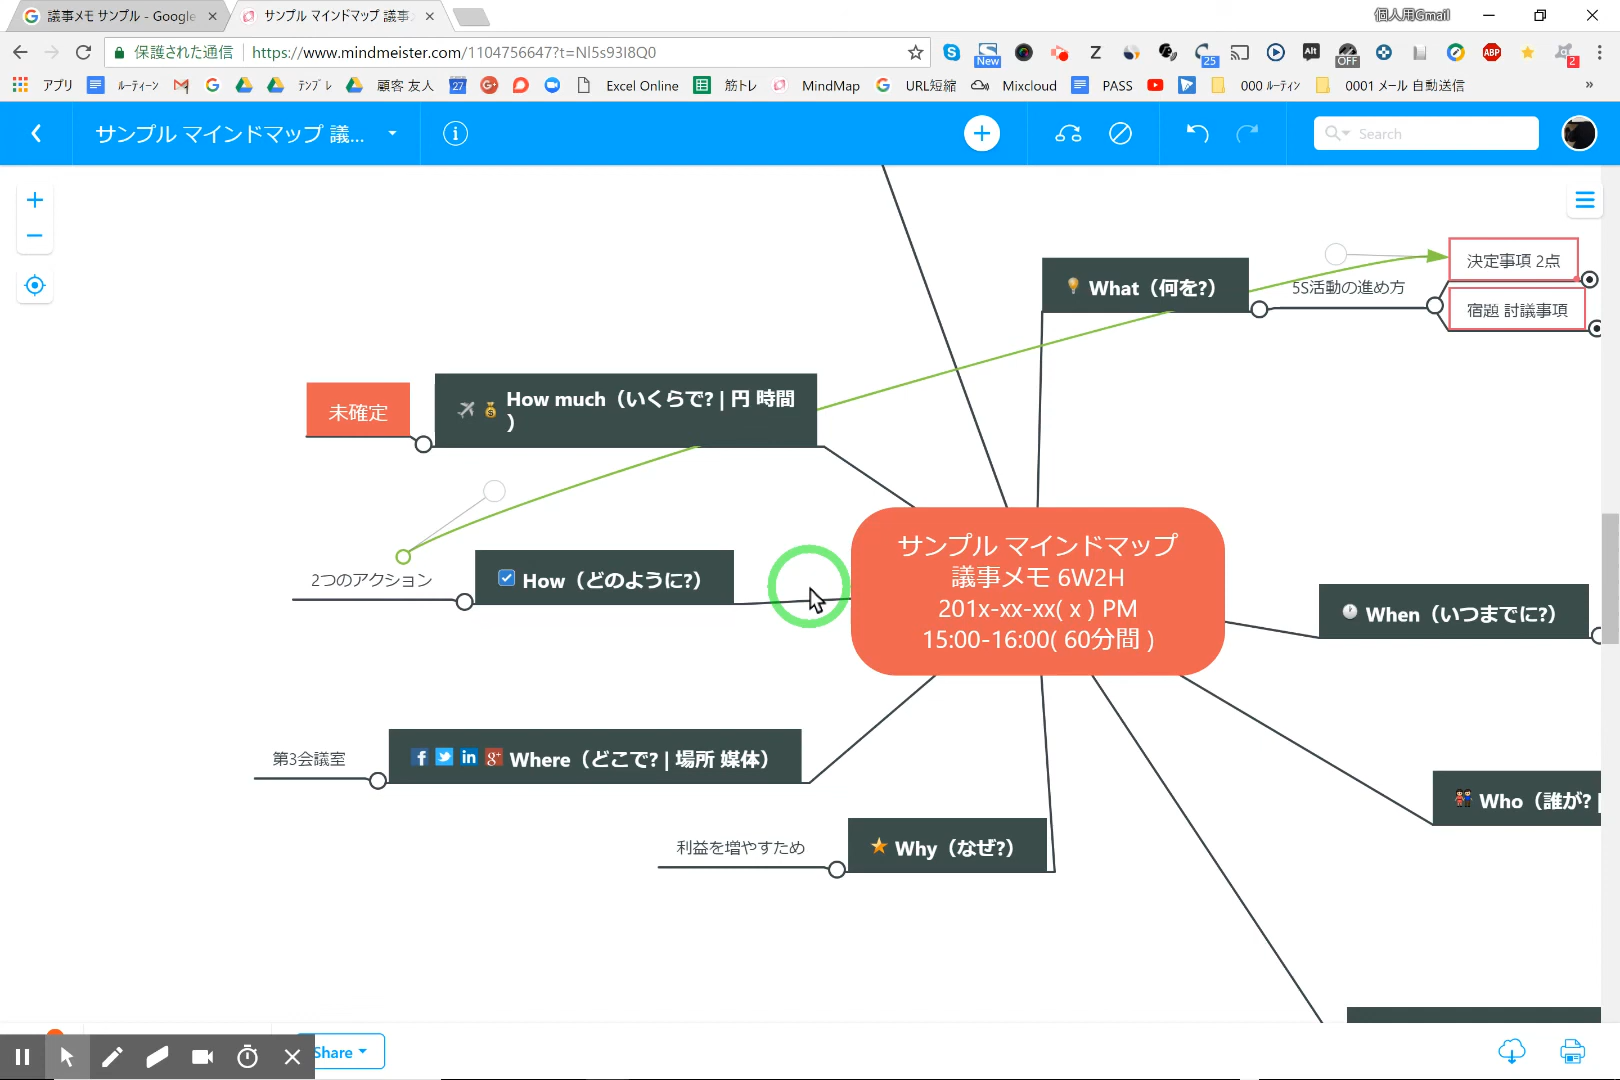 議事メモ サンプル - Google
サンプル マインドマップ 議事
個人用Gmail
保護された通信
https://www.mindmeister.com/1104756647?t=NI5s93I8Q0
New
25
Alt
OFF
ABP
2
アプリ
ルーティーン
テンプレ
顧客 友人
27
Excel Online
筋トレ
MindMap
URL短縮
Mixcloud
PASS
000 ルーティン
0001 メール 自動送信
»
サンプル マインドマップ 議...
Search
What（何を?）
5S活動の進め方
決定事項 2点
宿題 討議事項
未確定
How much（いくらで? | 円 時間
）
2つのアクション
How（どのように?）
サンプル マインドマップ
議事メモ 6W2H
201x-xx-xx( x ) PM
15:00-16:00( 60分間 )
When（いつまでに?）
第3会議室
Where（どこで? | 場所 媒体）
Who（誰が?
利益を増やすため
Why（なぜ?）
Share